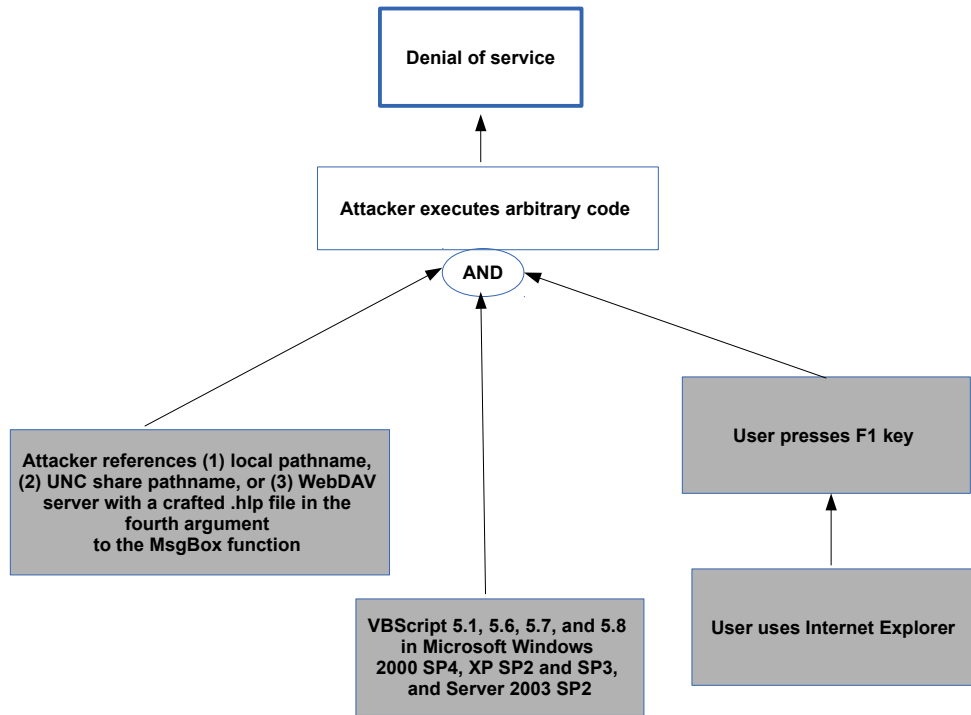 Denial of service
Attacker executes arbitrary code
AND
User presses F1 key
Attacker references (1) local pathname,
(2) UNC share pathname, or (3) WebDAV
server with a crafted .hlp file in the
fourth argument
to the MsgBox function
VBScript 5.1, 5.6, 5.7, and 5.8
in Microsoft Windows
2000 SP4, XP SP2 and SP3,
and Server 2003 SP2
User uses Internet Explorer